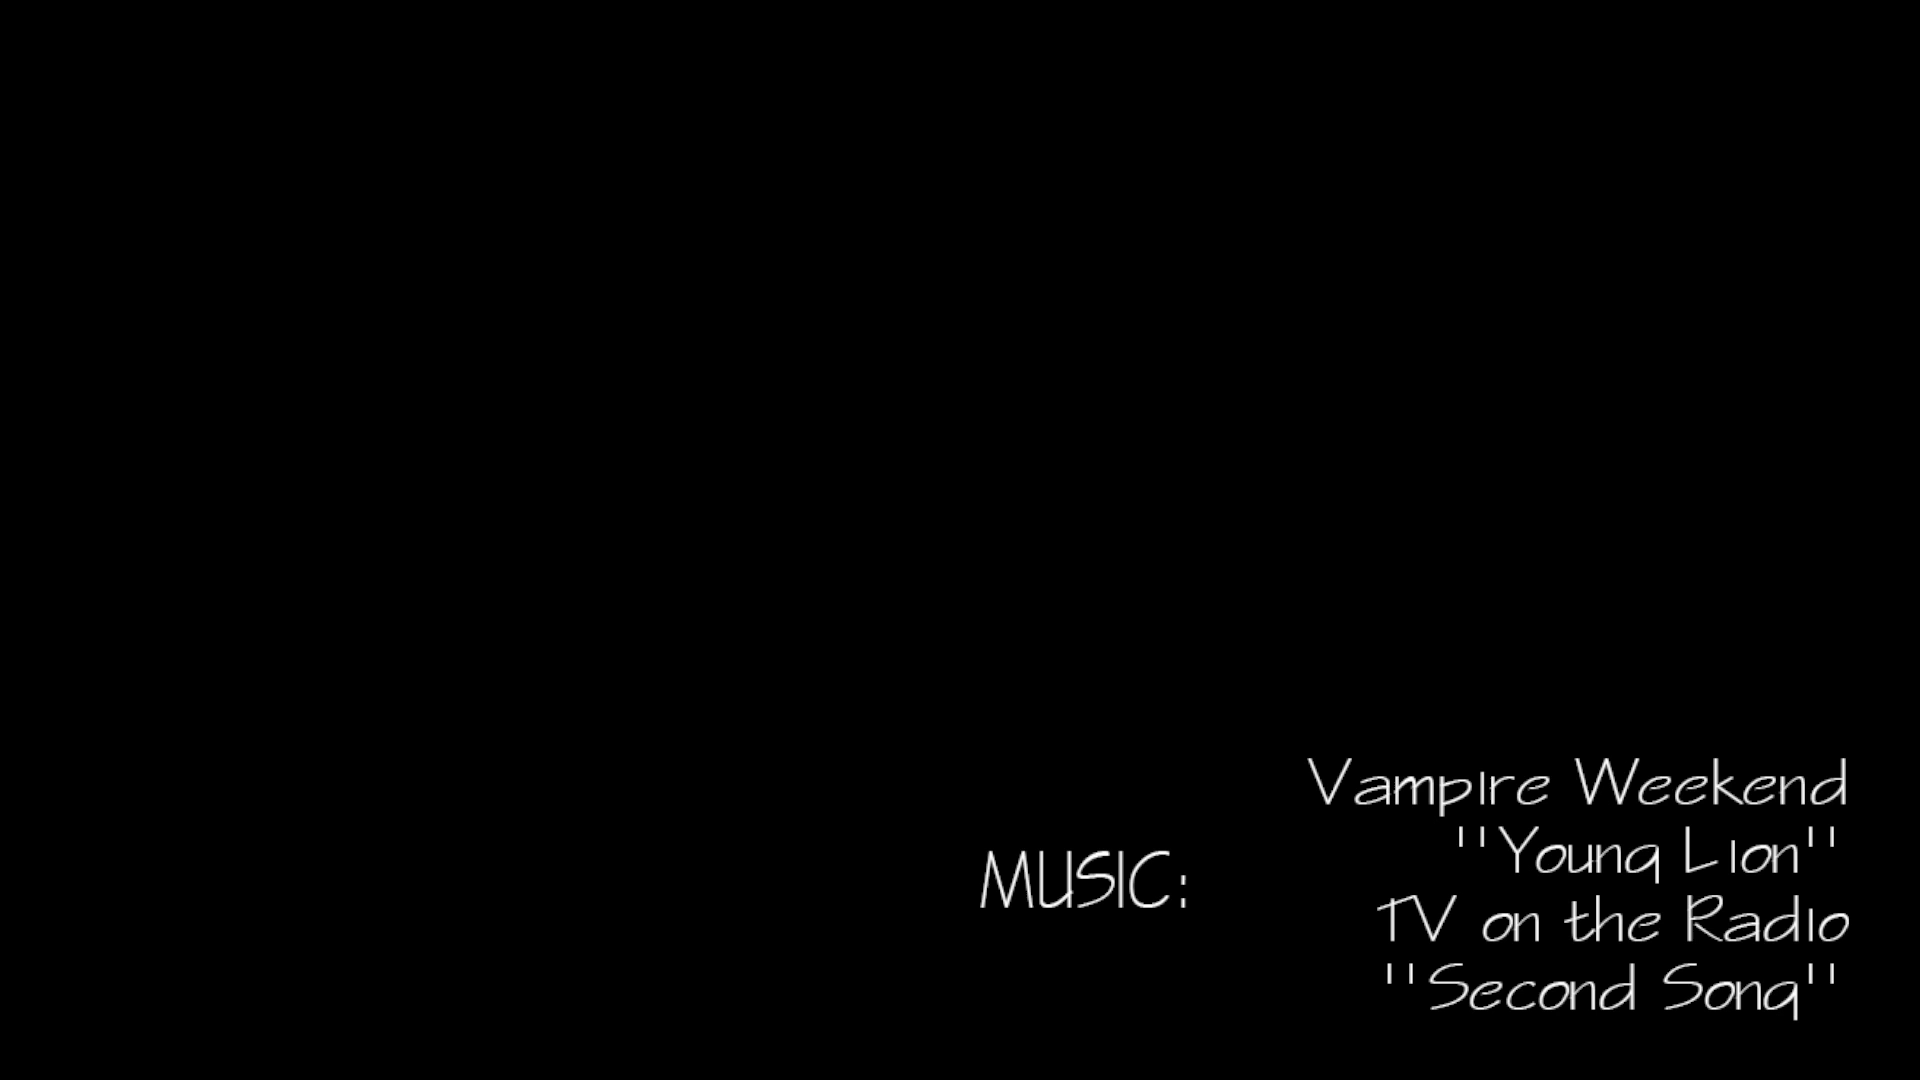 MUSIC:
Vampire Weekend
"Young Lion"
TV on the Radio
"Second Song"